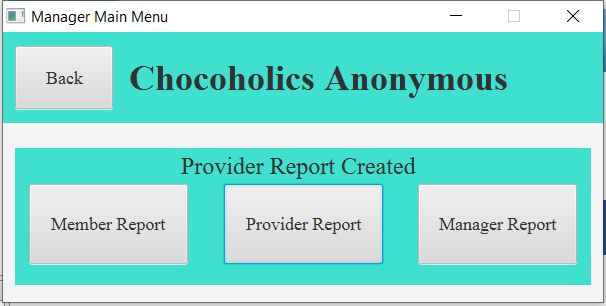 Manager Main Menu
Back
Chocoholics Anonymous
Provider Report Created
Member Report
Provider Report
Manager Report